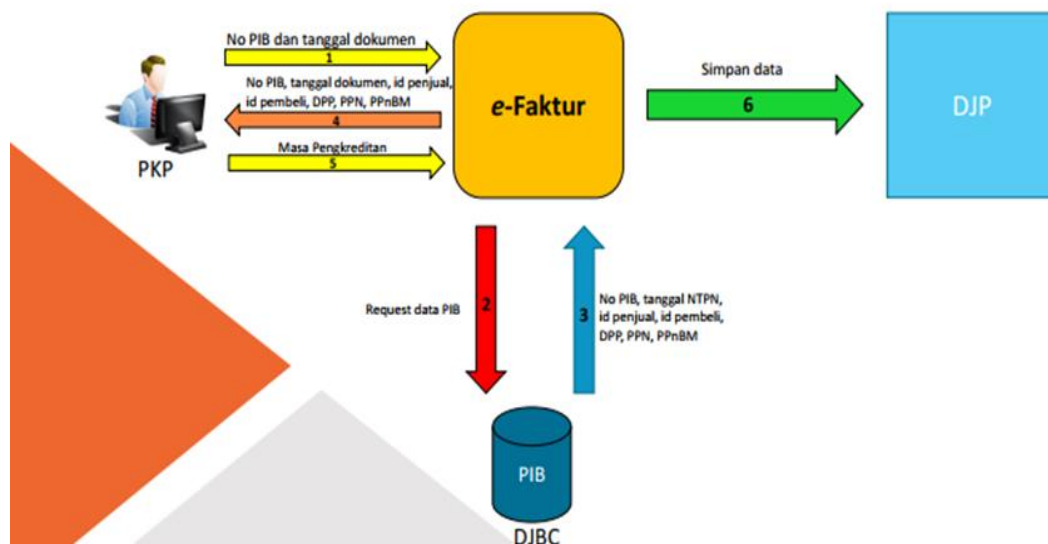 No PIB dan tanggal dokumen
1
No PIB, tanggal dokumen, id penjual,
id pembeli, DPP, PPN, PPnBM
4
Masa Pengkreditan
5
PKP
e-Faktur
Simpan data
6
DJP
Request data PIB
2
3
No PIB, tanggal NTPN,
id penjual, id pembeli,
DPP, PPN, PPnBM
PIB
DJBC